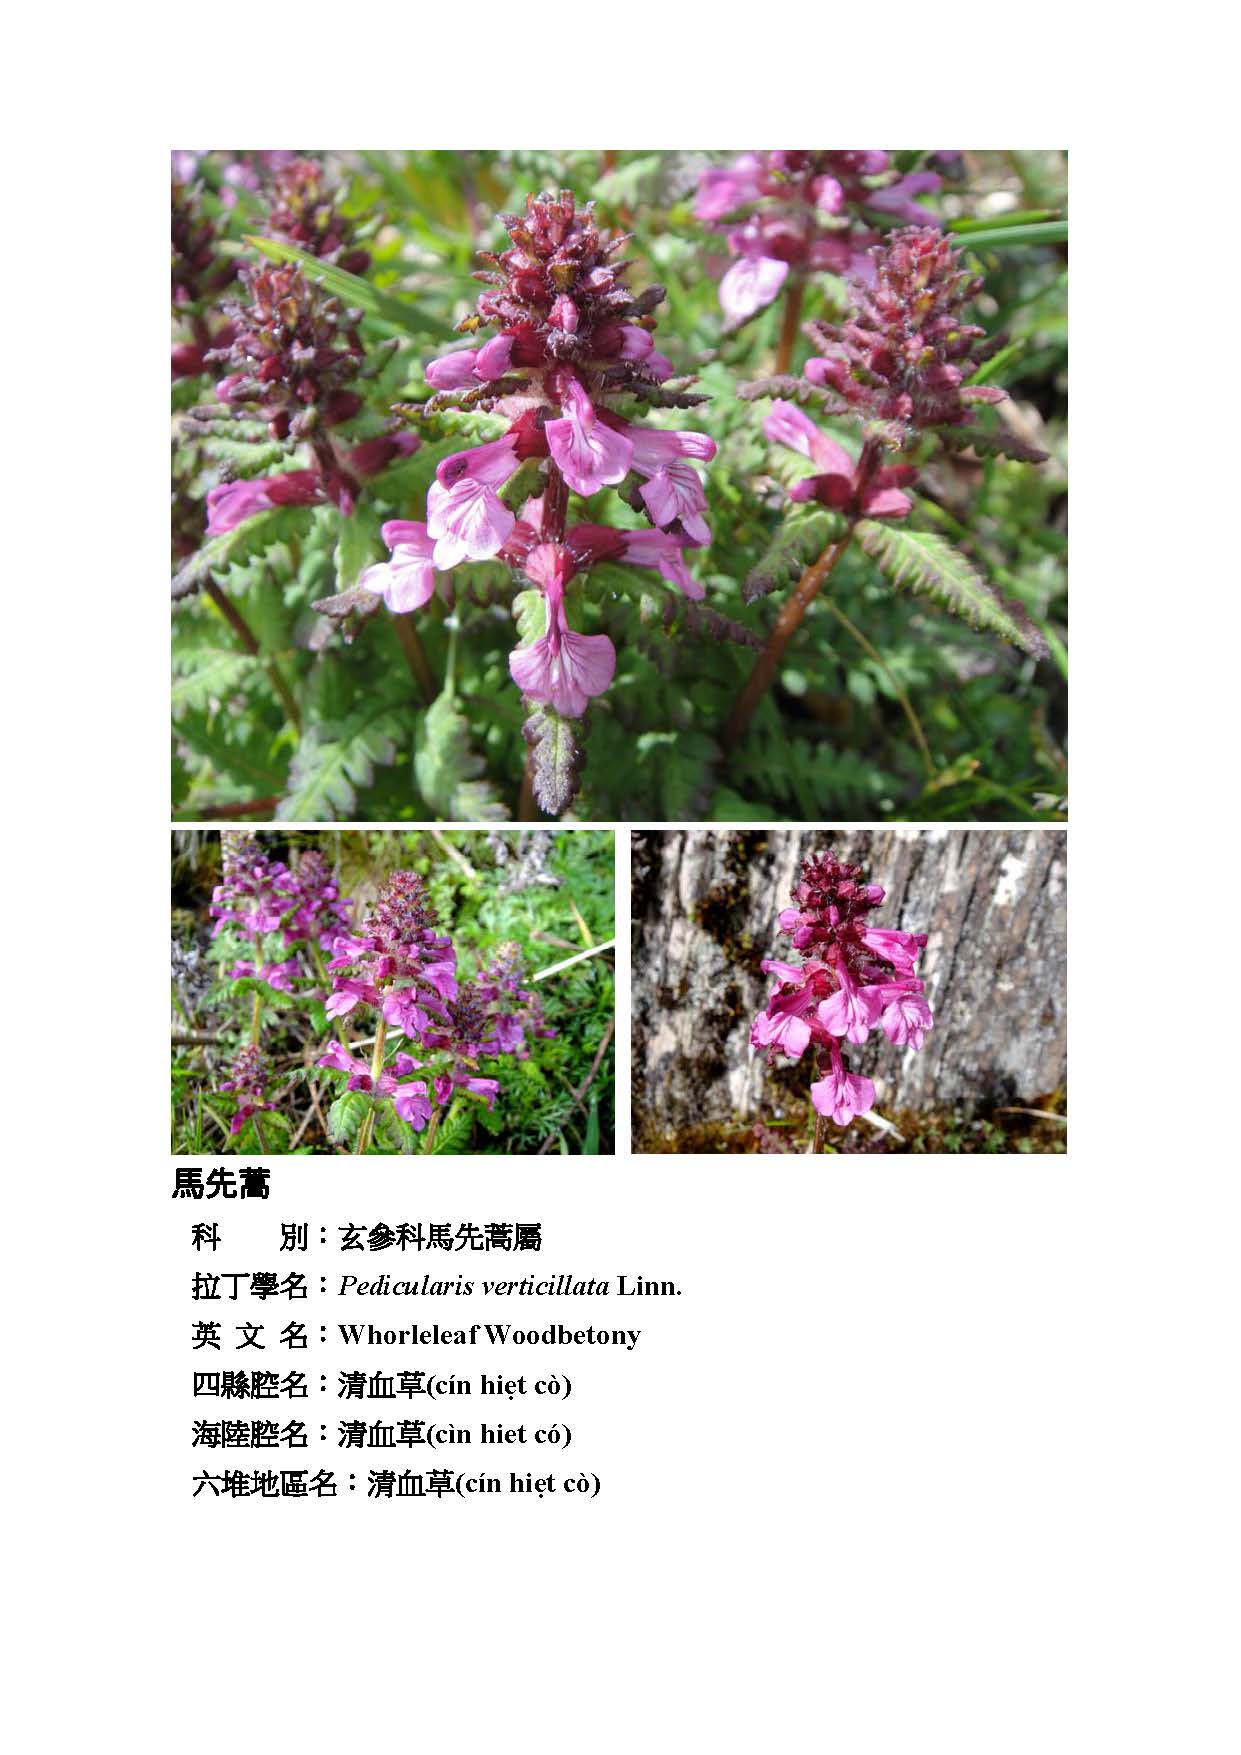 馬先蒿
科　　別：玄參科馬先蒿屬
拉丁學名：Pedicularis verticillata Linn.
英 文 名：Whorleleaf Woodbetony
四縣腔名：清血草(cín hiẹt cò)
海陸腔名：清血草(cìn hiet có)
六堆地區名：清血草(cín hiẹt cò)